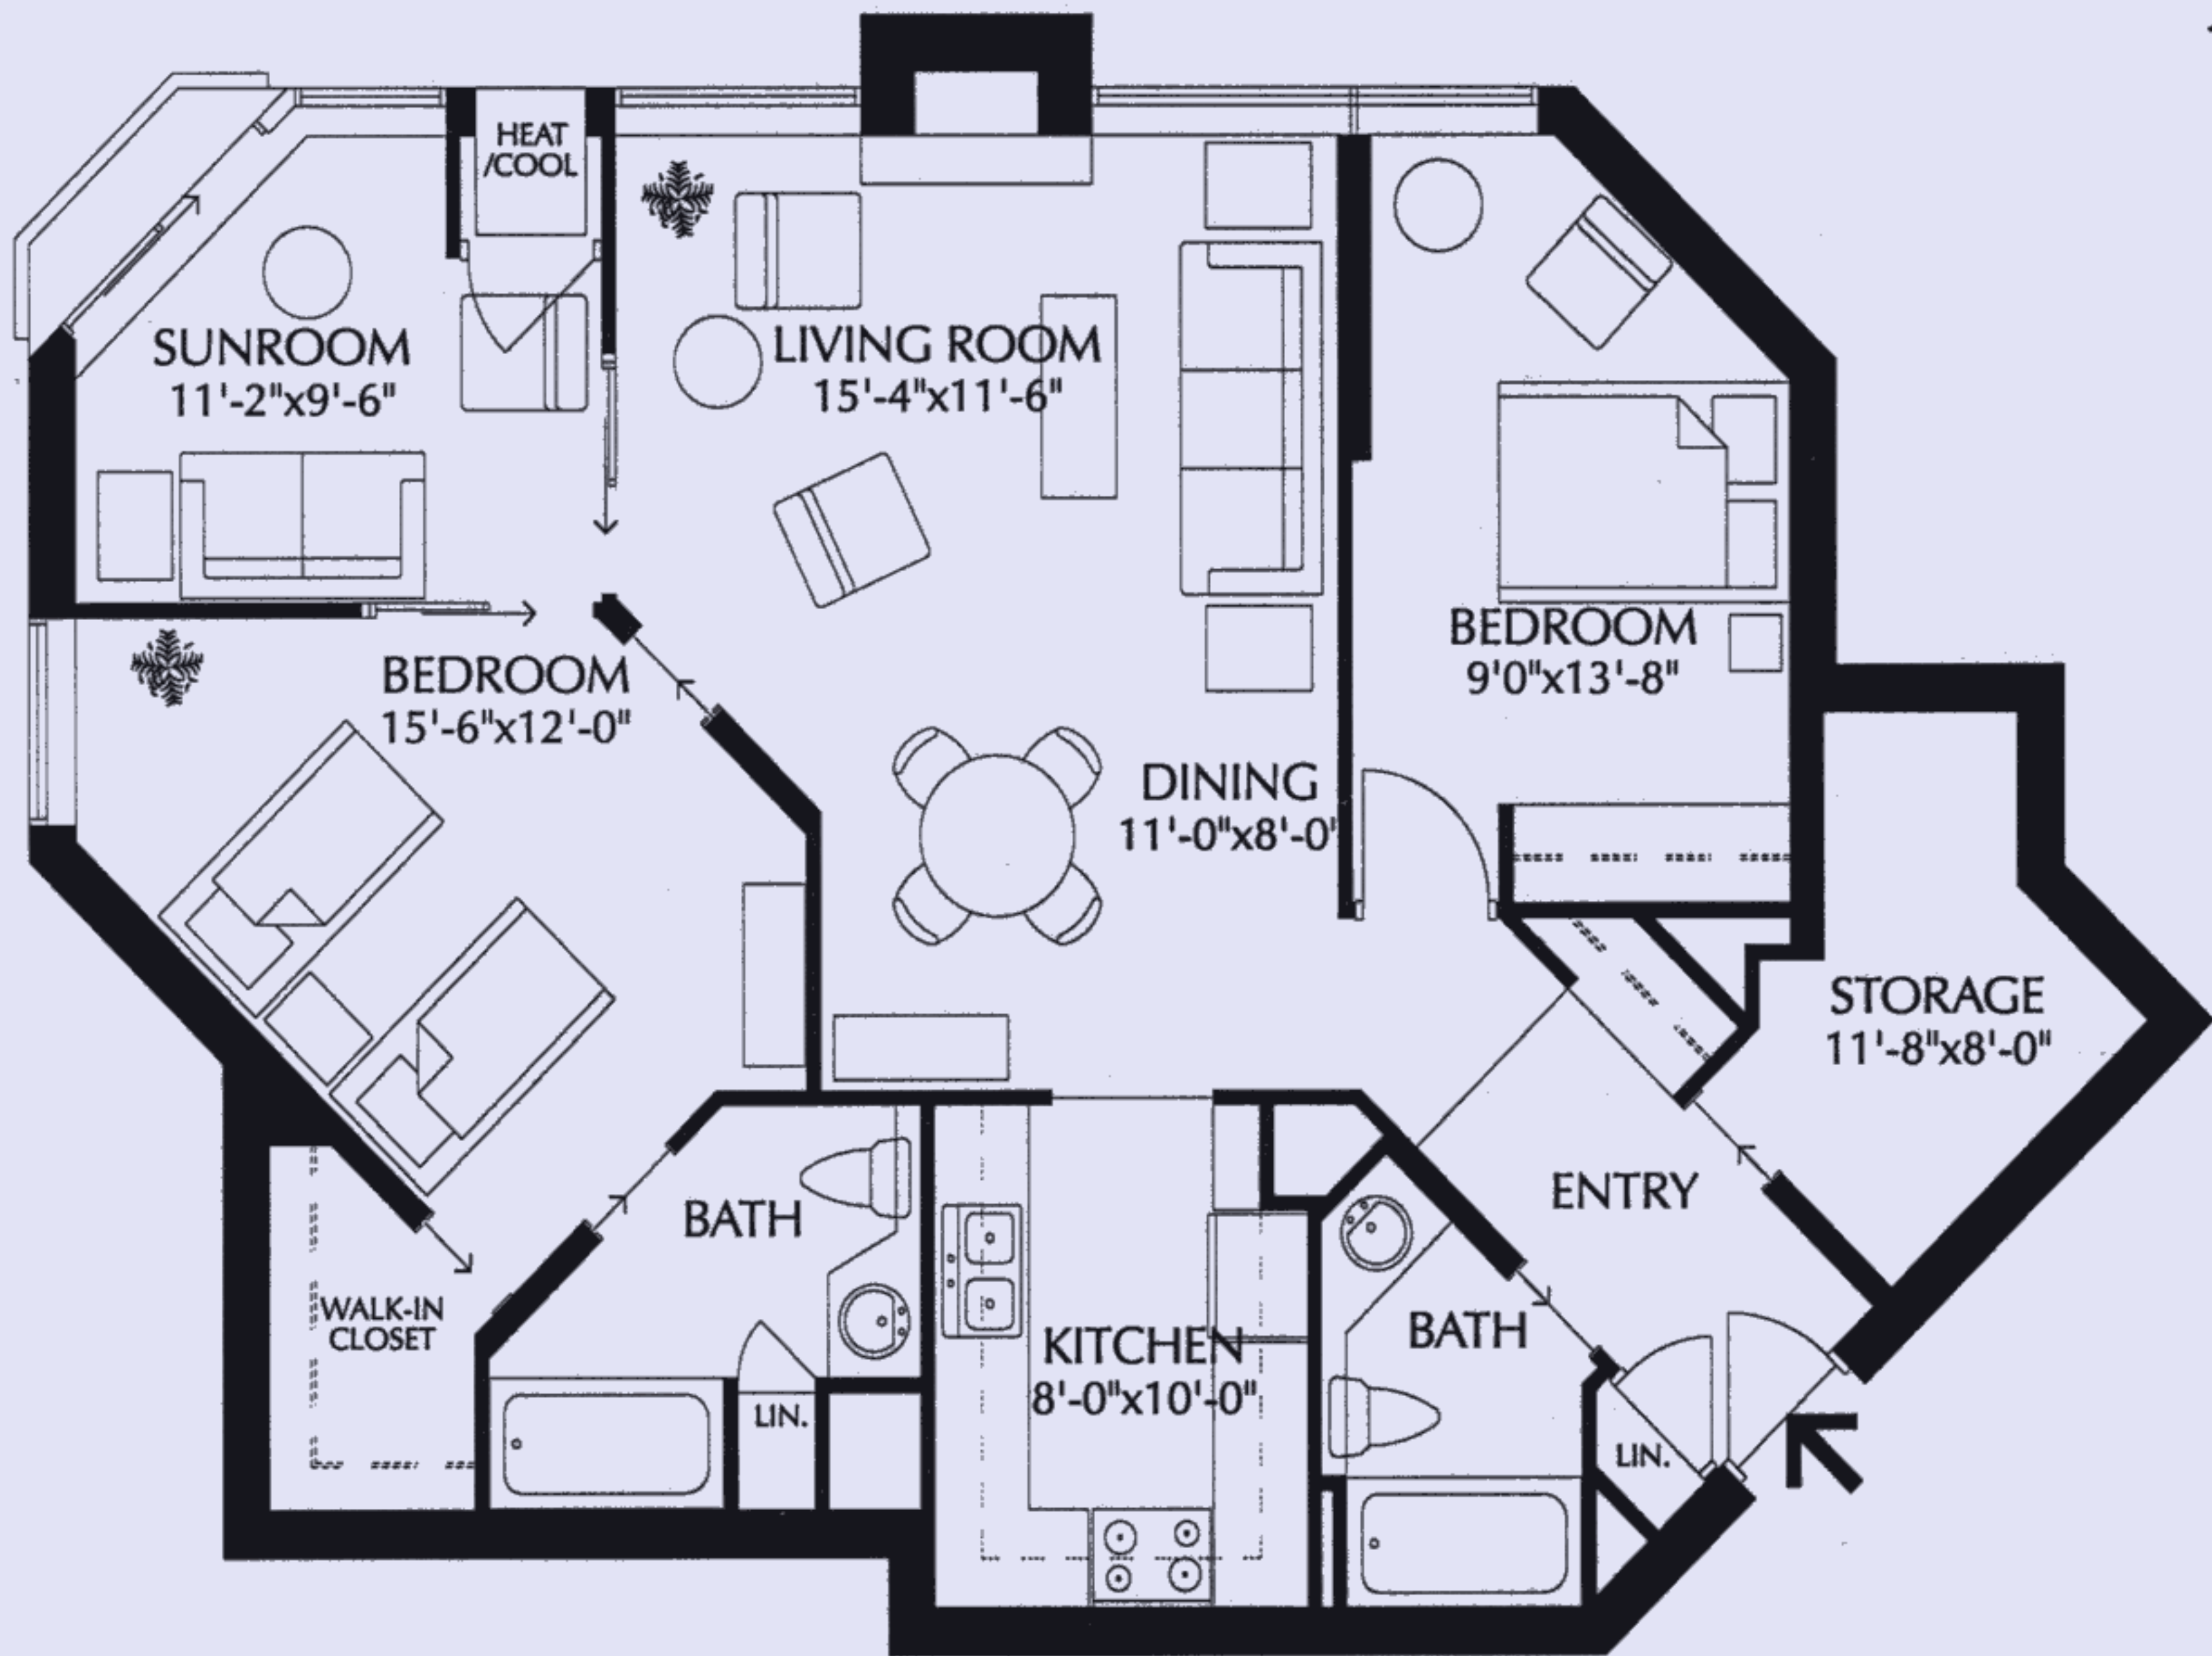 HEAT
/COOL
SUNROOM
11'-2"x9'-6"
LIVING ROOM
15'-4"x11'-6"
BEDROOM
9'0"x13'-8"
BEDROOM
15'-6"x12'-0"
DINING
11'-0"x8'-0'
STORAGE
11'-8"x8'-0"
ENTRY
BATH
WALK-IN
CLOSET
KITCHEN
8'-0"x10'-0"
BATH
LIN.
LIN.